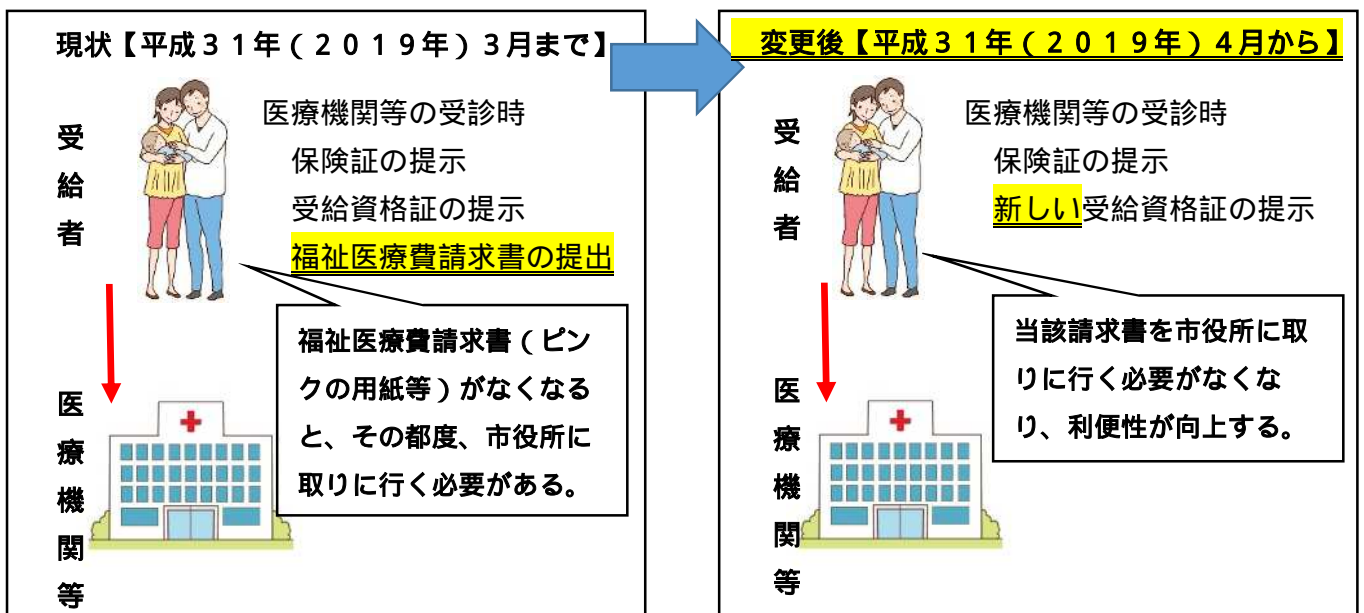 現状【平成３１年（２０１９年）３月まで】
受給者
医療機関等の受診時
保険証の提示
受給資格証の提示
福祉医療費請求書の提出
福祉医療費請求書（ピン
クの用紙等）がなくなる
と、その都度、市役所に
取りに行く必要がある。
医療機関等
変更後【平成３１年（２０１９年）４月から】
受給者
医療機関等の受診時
保険証の提示
新しい受給資格証の提示
当該請求書を市役所に取
りに行く必要がなくな
り、利便性が向上する。
医療機関等